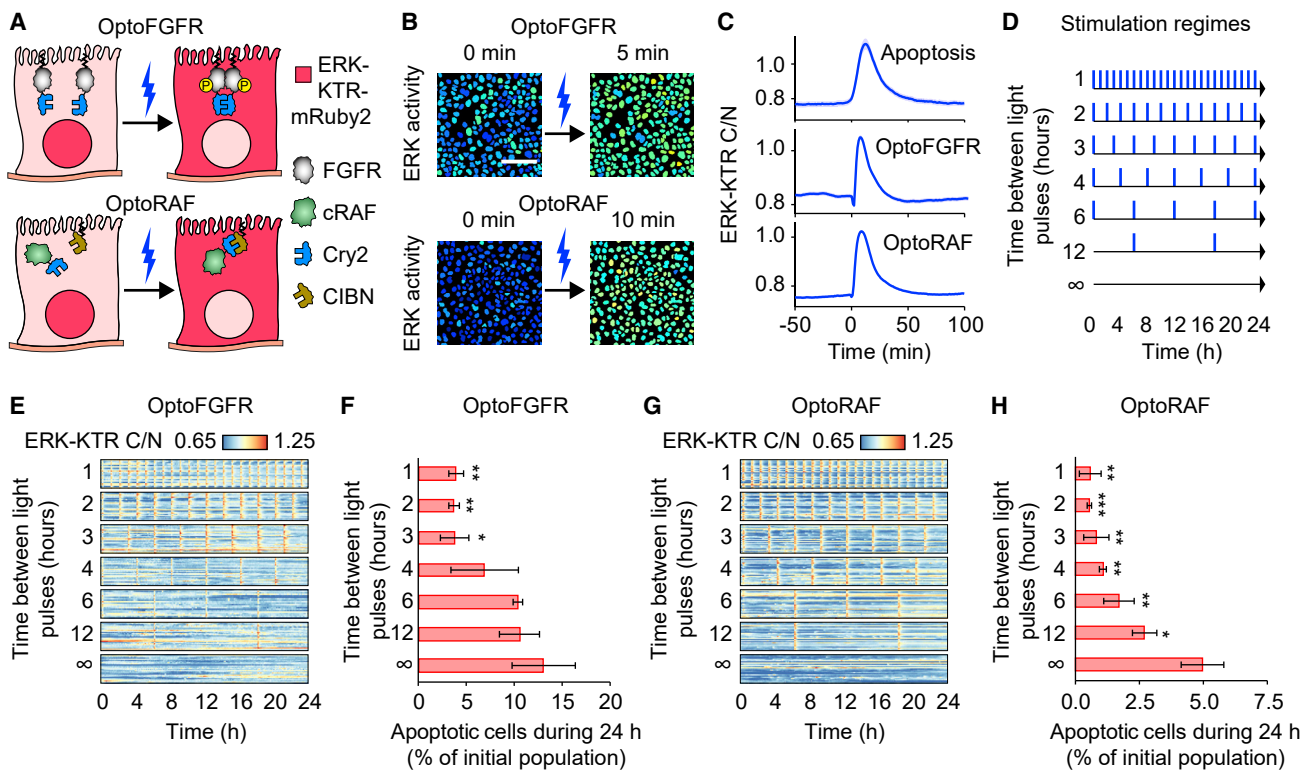 A
OptoFGFR
P
P
ERK-
KTR-
mRuby2
FGFR
OptoRAF
cRAF
Cry2
CIBN
B
OptoFGFR
0 min
5 min
ERK activity
OptoRAF
0 min
10 min
ERK activity
C
ERK-KTR C/N
Apoptosis
1.0
0.8
OptoFGFR
1.0
0.8
OptoRAF
1.0
0.8
-50 0 50 100
Time (min)
D
Stimulation regimes
Time between light
pulses (hours)
1
2
3
4
6
12
∞
0 4 8 12 16 20 24
Time (h)
E
OptoFGFR
ERK-KTR C/N 0.65 1.25
Time between light
pulses (hours)
1
2
3
4
6
12
∞
0 4 8 12 16 20 24
Time (h)
F
OptoFGFR
Time between light
pulses (hours)
1 **
2 **
3 *
4
6
12
∞
0 5 10 15 20
Apoptotic cells during 24 h
(% of initial population)
G
OptoRAF
ERK-KTR C/N 0.65 1.25
Time between light
pulses (hours)
1
2
3
4
6
12
∞
0 4 8 12 16 20 24
Time (h)
H
OptoRAF
Time between light
pulses (hours)
1 **
2 ***
3 **
4 **
6 **
12 *
∞
0.0 2.5 5.0 7.5
Apoptotic cells during 24 h
(% of initial population)